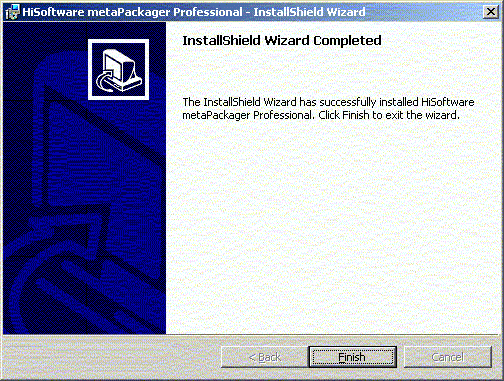 HiSoftware metaPackager Professional - InstallShield Wizard
InstallShield Wizard Completed
The InstallShield Wizard has successfully installed HiSoftware
metaPackager Professional. Click Finish to exit the wizard.
< Back
Finish
Cancel